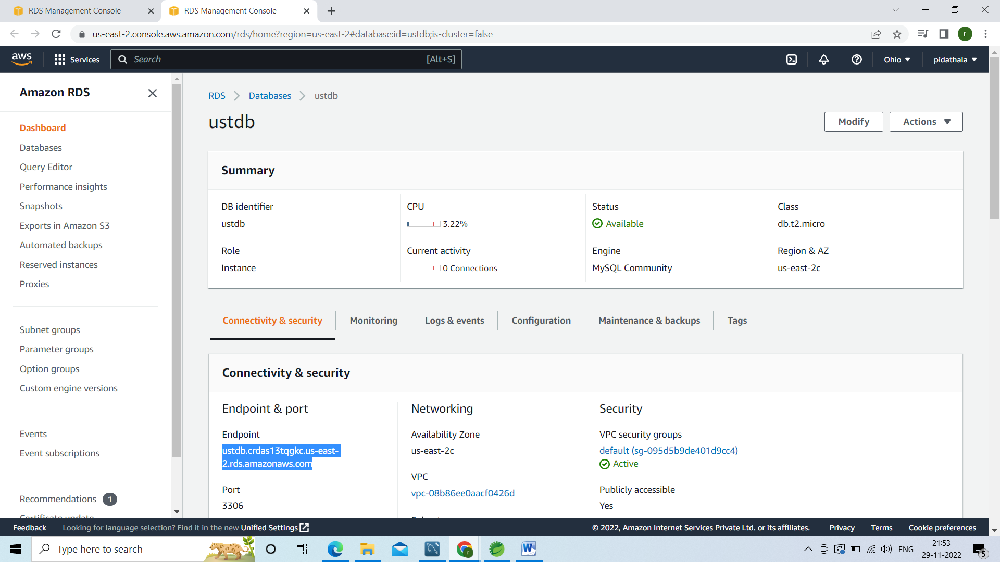 RDS Management Console
RDS Management Console
us-east-2.console.aws.amazon.com/rds/home?region=us-east-2#database:id=ustdb;is-cluster=false
r
aws
Services
Search
[Alt+S]
Ohio
pidathala
Amazon RDS
Dashboard
Databases
Query Editor
Performance insights
Snapshots
Exports in Amazon S3
Automated backups
Reserved instances
Proxies
Subnet groups
Parameter groups
Option groups
Custom engine versions
Events
Event subscriptions
Recommendations 1
Certificate update
RDS > Databases > ustdb
ustdb
Modify
Actions
Summary
DB identifier
ustdb
CPU
3.22%
Status
Available
Class
db.t2.micro
Role
Instance
Current activity
0 Connections
Engine
MySQL Community
Region & AZ
us-east-2c
Connectivity & security
Monitoring
Logs & events
Configuration
Maintenance & backups
Tags
Connectivity & security
Endpoint & port
Endpoint
ustdb.crdas13tqgkc.us-east-
2.rds.amazonaws.com
Port
3306
Networking
Availability Zone
us-east-2c
VPC
vpc-08b86ee0aacf0426d
Security
VPC security groups
default (sg-095d5b9de401d9cc4)
Active
Publicly accessible
Yes
Feedback
Looking for language selection? Find it in the new Unified Settings
© 2022, Amazon Internet Services Private Ltd. or its affiliates.
Privacy
Terms
Cookie preferences
Type here to search
ENG
21:53
29-11-2022
5